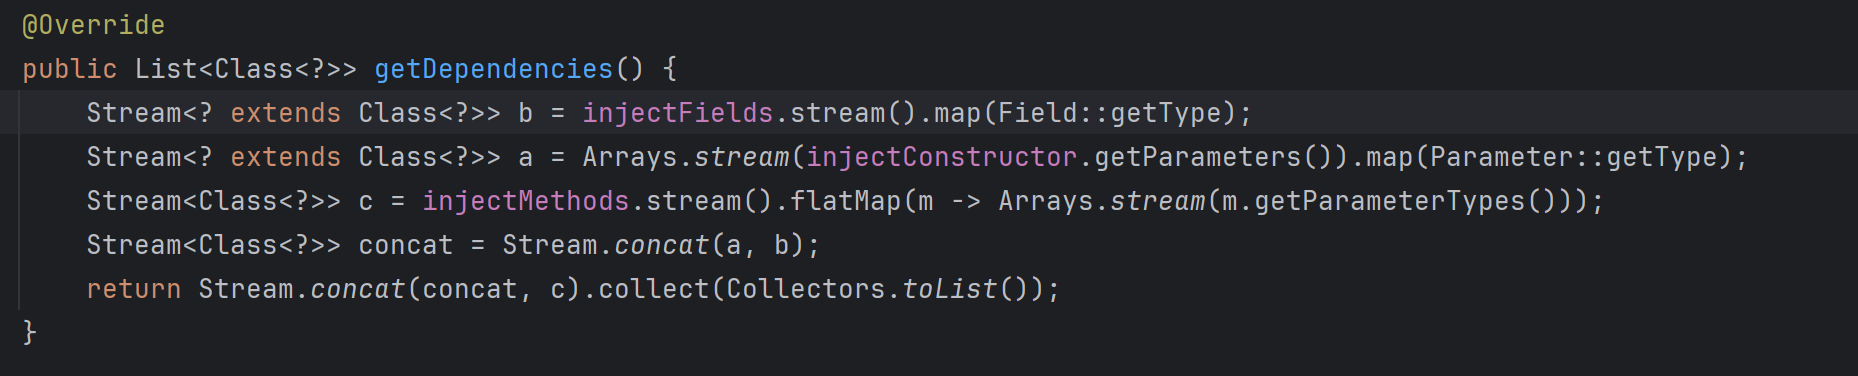 @Override
public List<Class<?>> getDependencies() {
    Stream<? extends Class<?>> b = injectFields.stream().map(Field::getType);
    Stream<? extends Class<?>> a = Arrays.stream(injectConstructor.getParameters()).map(Parameter::getType);
    Stream<Class<?>> c = injectMethods.stream().flatMap(m -> Arrays.stream(m.getParameterTypes()));
    Stream<Class<?>> concat = Stream.concat(a, b);
    return Stream.concat(concat, c).collect(Collectors.toList());
}